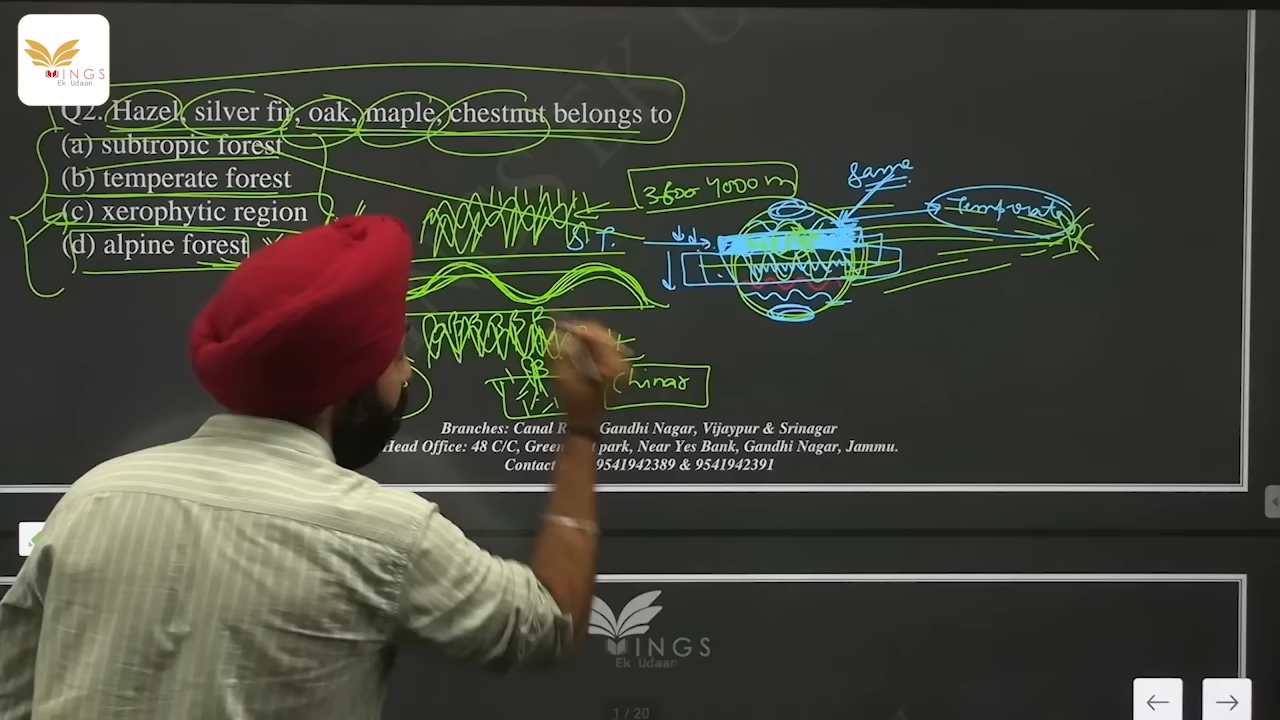 WINGS
Ek Udaan
Q2. Hazel, silver fir, oak, maple, chestnut belongs to
(a) subtropic forest
(b) temperate forest
(c) xerophytic region
(d) alpine forest
3600 4000 m
Same
Temporate
S.T.
Chinar
Branches: Canal Gandhi Nagar, Vijaypur & Srinagar
Head Office: 48 C/C, park, Near Yes Bank, Gandhi Nagar, Jammu.
Contact 9541942389 & 9541942391
WINGS
Ek Udaan
1 / 20